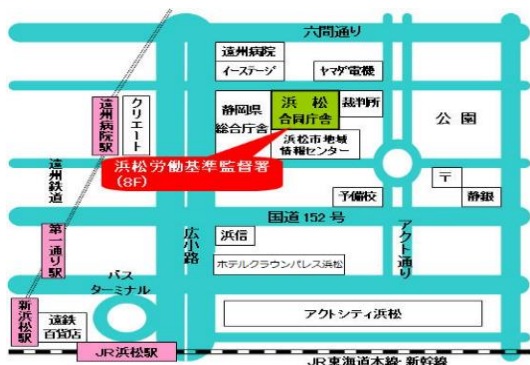 六間通り
遠州病院
イーステージ
ヤマダ電機
遠州病院駅
クリエート
静岡県
総合庁舎
浜松
合同庁舎
裁判所
公園
浜松市地域
情報センター
浜松労働基準監督署
(8F)
遠州鉄道
予備校
〒
静銀
国道152号
第一通り駅
広小路
浜信
アクト通り
バス
ターミナル
ホテルクラウンパレス浜松
新浜松駅
遠鉄
百貨店
アクトシティ浜松
JR浜松駅
JR東海道本線・新幹線